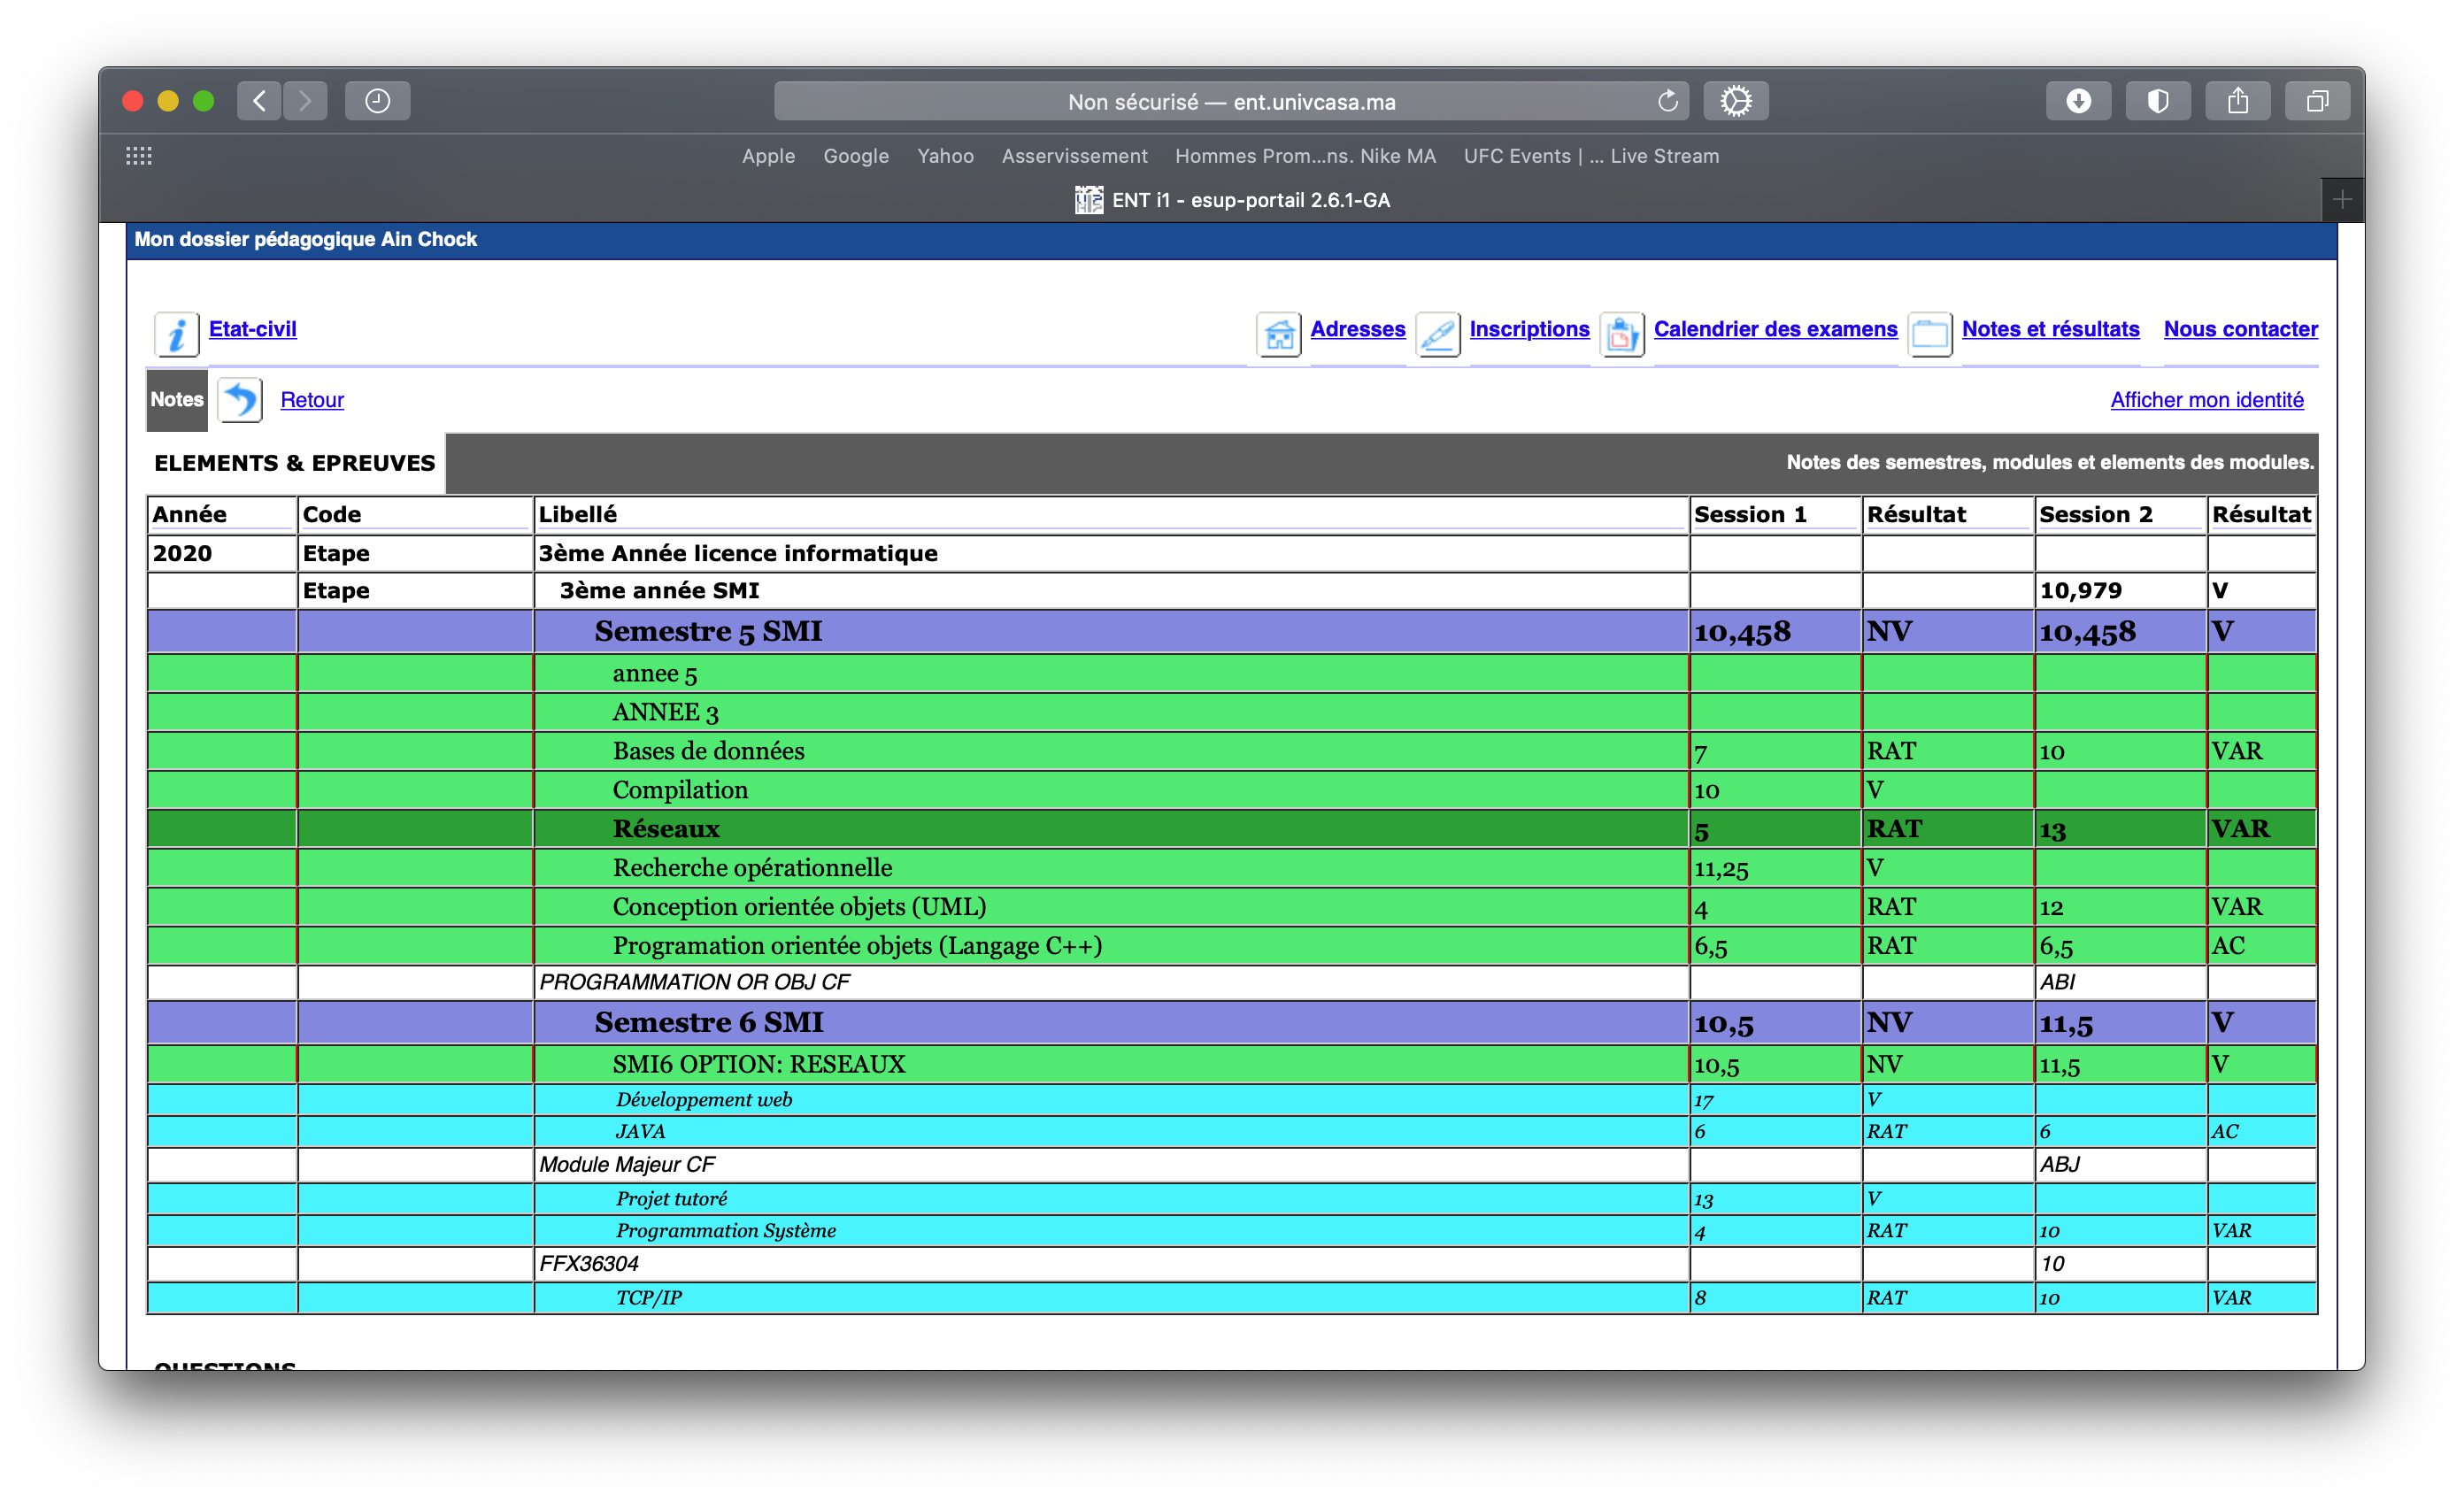 Non sécurisé — ent.univcasa.ma
Apple Google Yahoo Asservissement Hommes Prom...ns. Nike MA UFC Events | ... Live Stream
ENT i1 - esup-portail 2.6.1-GA
Mon dossier pédagogique Ain Chock
Etat-civil Adresses Inscriptions Calendrier des examens Notes et résultats Nous contacter
Notes Retour Afficher mon identité
ELEMENTS & EPREUVES Notes des semestres, modules et elements des modules.
Année Code Libellé Session 1 Résultat Session 2 Résultat
2020 Etape 3ème Année licence informatique
Etape 3ème année SMI 10,979 V
Semestre 5 SMI 10,458 NV 10,458 V
annee 5
ANNEE 3
Bases de données 7 RAT 10 VAR
Compilation 10 V
Réseaux 5 RAT 13 VAR
Recherche opérationnelle 11,25 V
Conception orientée objets (UML) 4 RAT 12 VAR
Programation orientée objets (Langage C++) 6,5 RAT 6,5 AC
PROGRAMMATION OR OBJ CF ABI
Semestre 6 SMI 10,5 NV 11,5 V
SMI6 OPTION: RESEAUX 10,5 NV 11,5 V
Développement web 17 V
JAVA 6 RAT 6 AC
Module Majeur CF ABJ
Projet tutoré 13 V
Programmation Système 4 RAT 10 VAR
FFX36304 10
TCP/IP 8 RAT 10 VAR
QUESTIONS